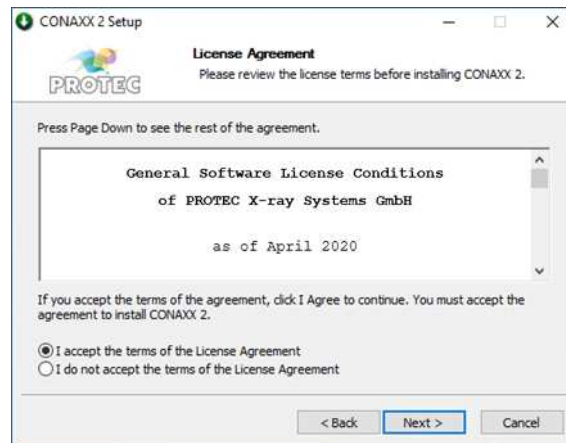 CONAXX 2 Setup
PROTEC
License Agreement
Please review the license terms before installing CONAXX 2.
Press Page Down to see the rest of the agreement.
General Software License Conditions
of PROTEC X-ray Systems GmbH
as of April 2020
If you accept the terms of the agreement, click I Agree to continue. You must accept the
agreement to install CONAXX 2.
I accept the terms of the License Agreement
I do not accept the terms of the License Agreement
< Back Next > Cancel